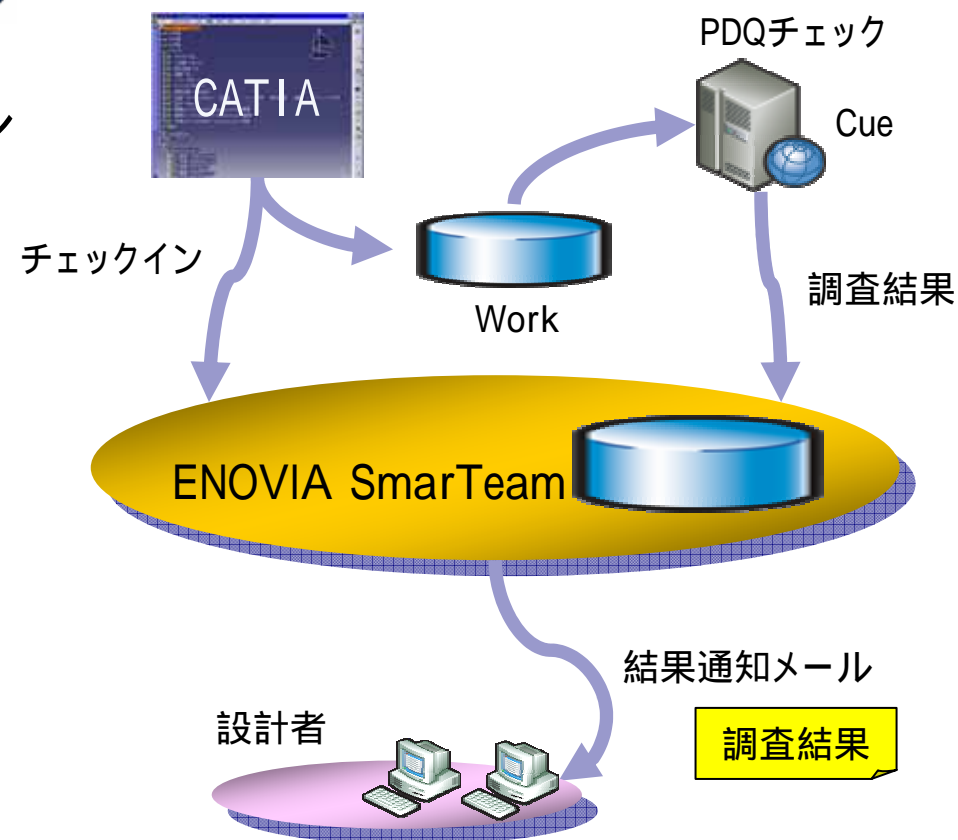 PDQチェック
CATIA
Cue
ン
チェックイン
調査結果
Work
ENOVIA SmarTeam
結果通知メール
設計者
調査結果